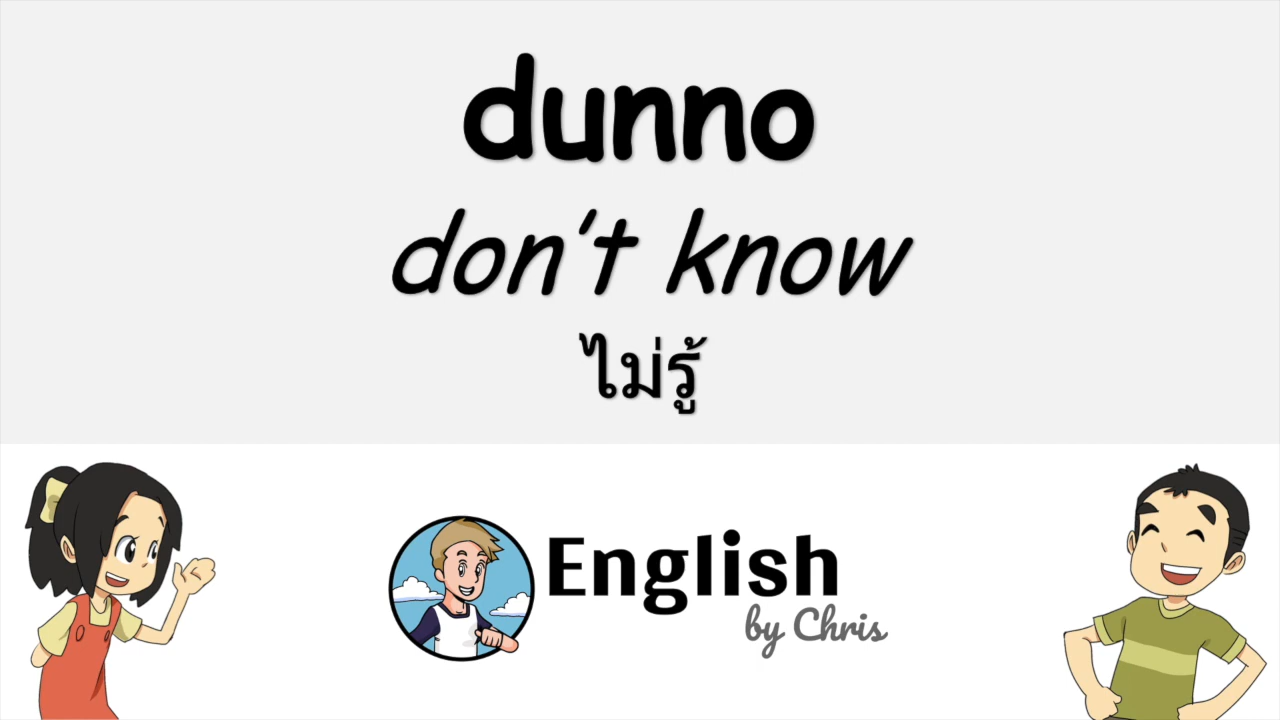 dunno
don't know
ไม่รู้
English
by Chris